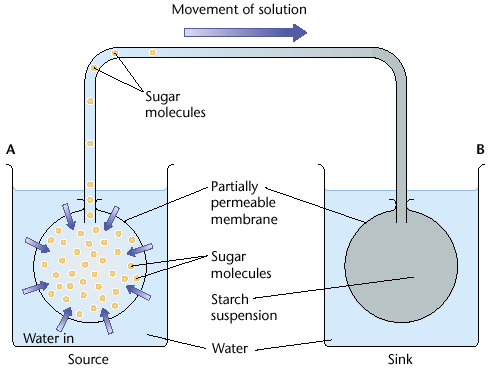 Movement of solution
Sugar
molecules
A
B
Partially
permeable
membrane
Sugar
molecules
Starch
suspension
Water in
Water
Source
Sink